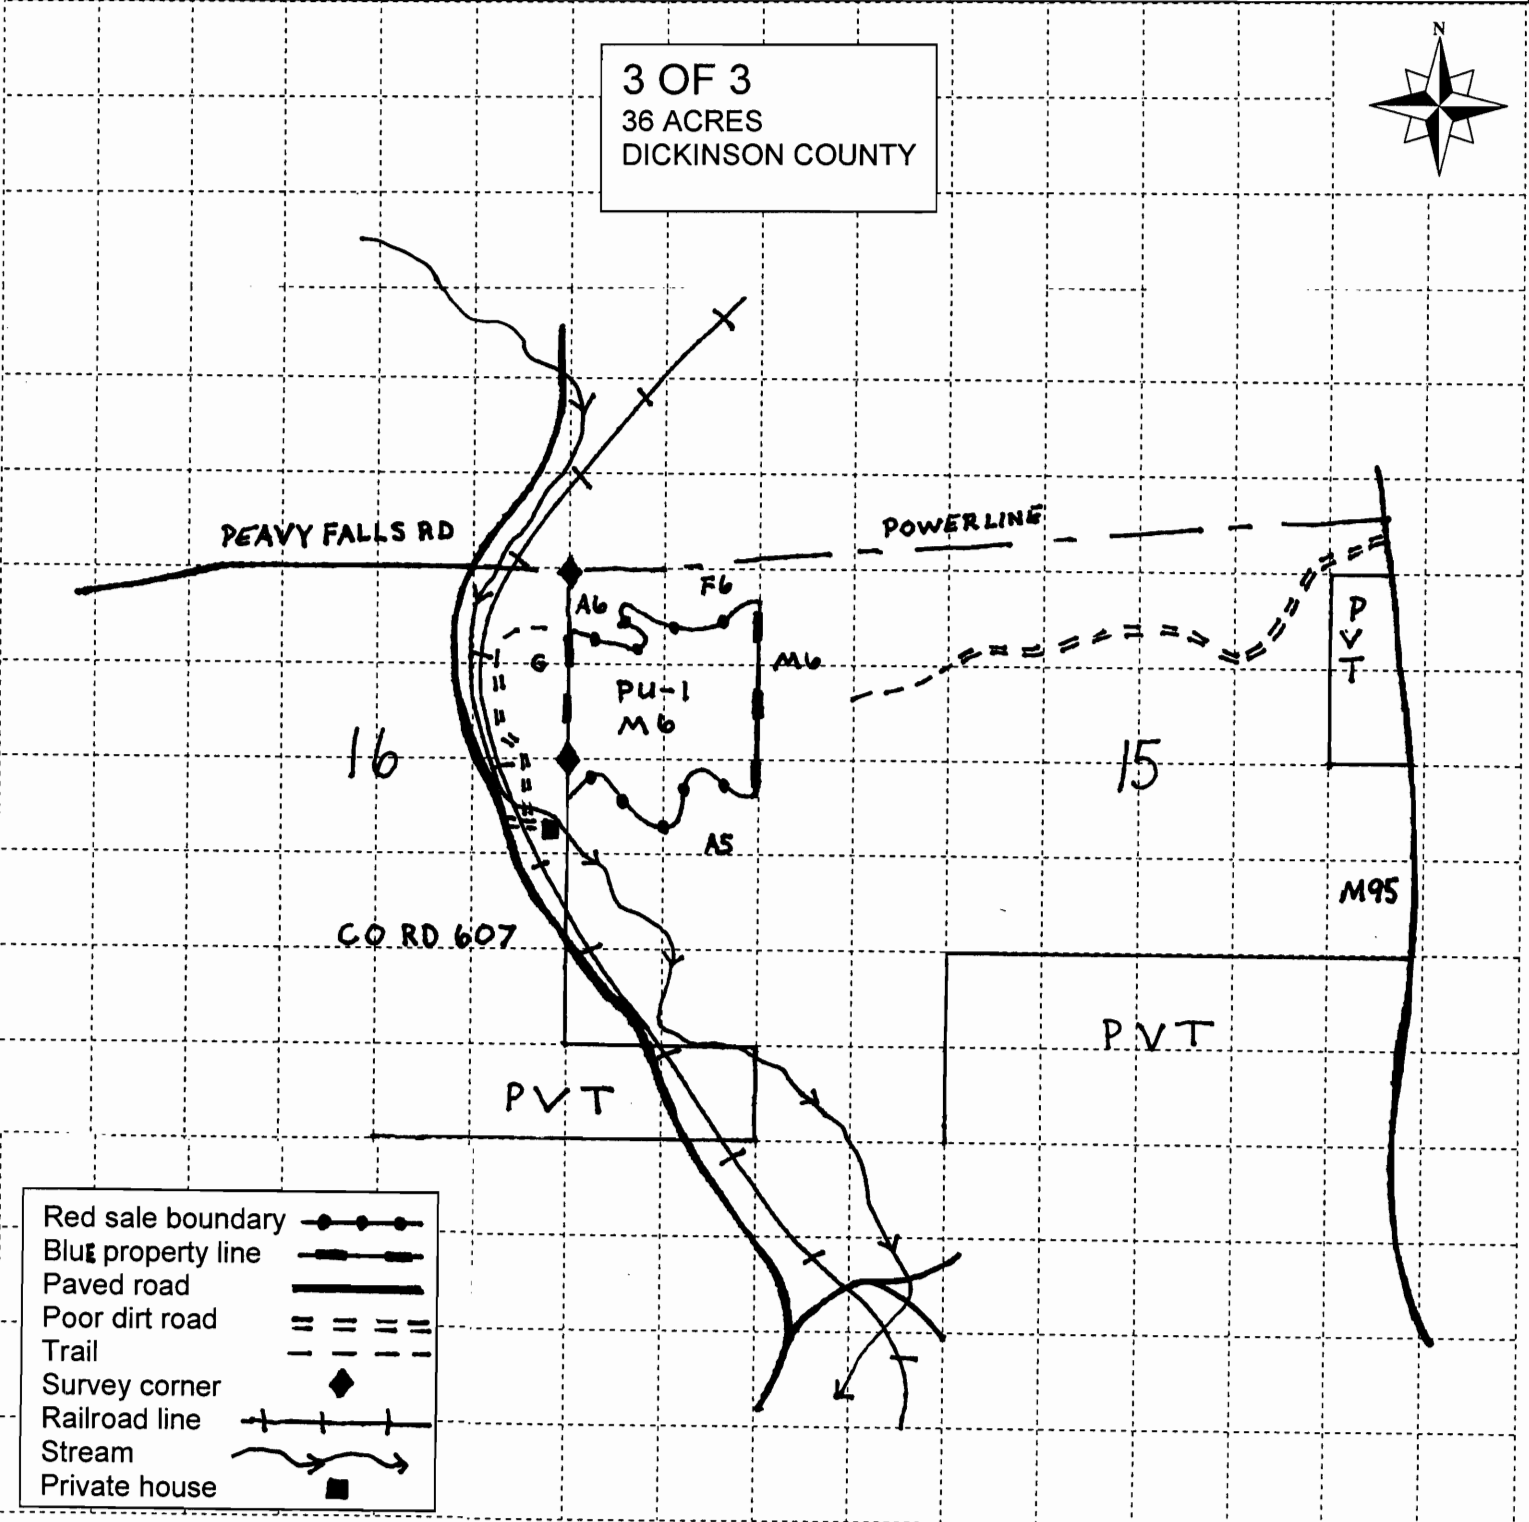 N
3 OF 3
36 ACRES
DICKINSON COUNTY
PEAVY FALLS RD
POWERLINE
F6
A6
G
M6
PU-1
M6
PVT
16
15
A5
M95
CO RD 607
PVT
PVT
Red sale boundary
Blue property line
Paved road
Poor dirt road
Trail
Survey corner
Railroad line
Stream
Private house